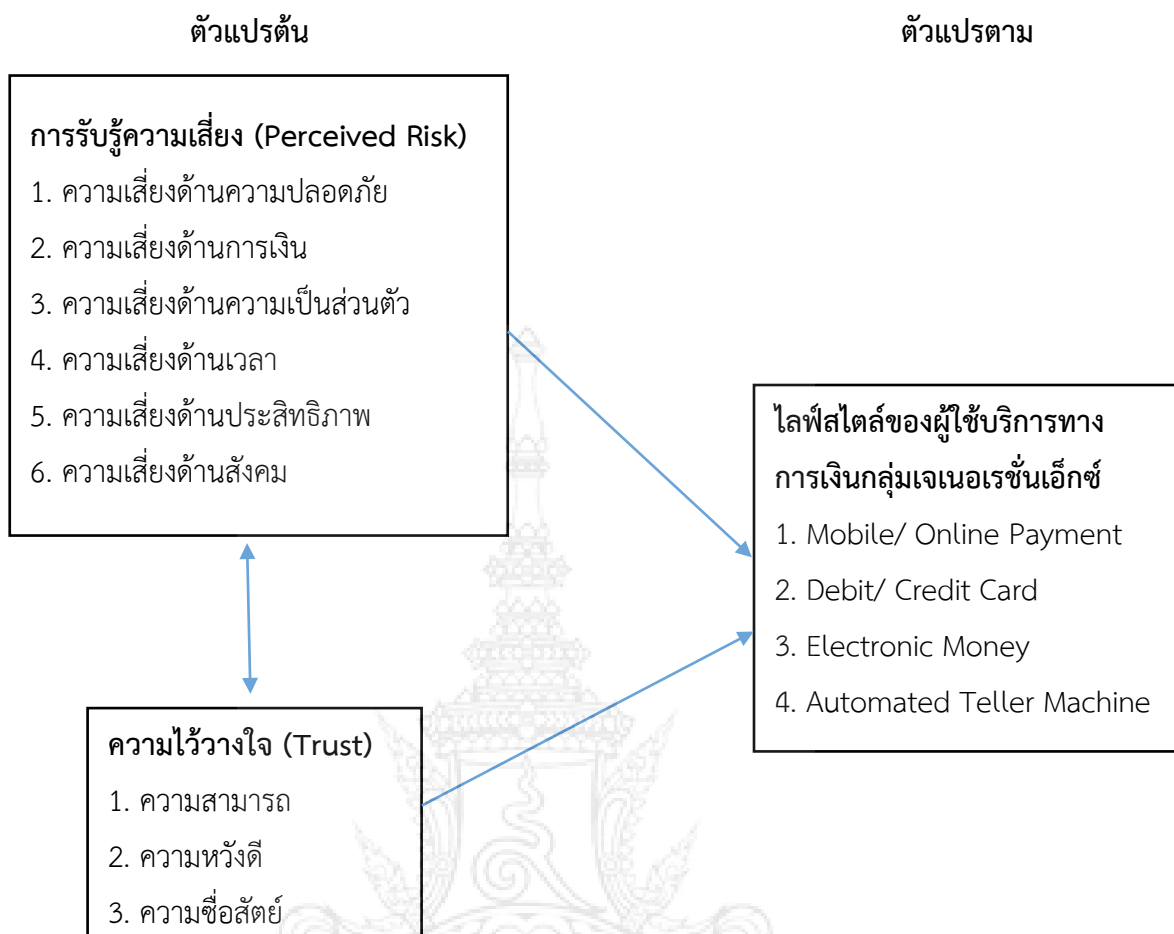 ตัวแปรต้น
ตัวแปรตาม
การรับรู้ความเสี่ยง (Perceived Risk)
1. ความเสี่ยงด้านความปลอดภัย
2. ความเสี่ยงด้านการเงิน
3. ความเสี่ยงด้านความเป็นส่วนตัว
4. ความเสี่ยงด้านเวลา
5. ความเสี่ยงด้านประสิทธิภาพ
6. ความเสี่ยงด้านสังคม
ไลฟ์สไตล์ของผู้ใช้บริการทาง
การเงินกลุ่มเจเนอเรชั่นเอ็กซ์
1. Mobile/ Online Payment
2. Debit/ Credit Card
3. Electronic Money
4. Automated Teller Machine
ความไว้วางใจ (Trust)
1. ความสามารถ
2. ความหวังดี
3. ความซื่อสัตย์